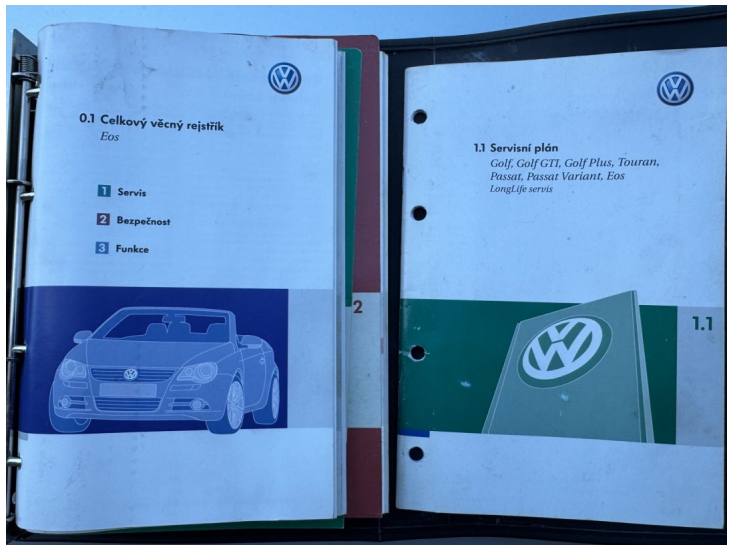 0.1 Celkový věcný rejstřík
Eos
1 Servis
2 Bezpečnost
3 Funkce
2
1.1 Servisní plán
Golf, Golf GTI, Golf Plus, Touran,
Passat, Passat Variant, Eos
LongLife servis
1.1